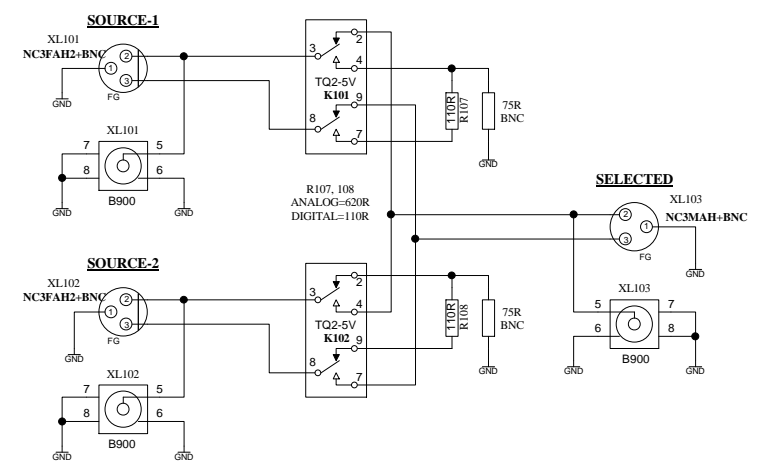 SOURCE-1
XL101
NC3FAH2+BNC
2
1
3
FG
GND
XL101
7
5
8
6
B900
GND
GND
3
2
4
TQ2-5V
K101
9
8
7
110R
R107
75R
BNC
GND
R107, 108
ANALOG=620R
DIGITAL=110R
SELECTED
XL103
NC3MAH+BNC
2
1
3
FG
GND
XL103
5
7
6
8
B900
GND
GND
SOURCE-2
XL102
NC3FAH2+BNC
2
1
3
FG
GND
XL102
7
5
8
6
B900
GND
GND
3
2
4
TQ2-5V
K102
9
8
7
110R
R108
75R
BNC
GND